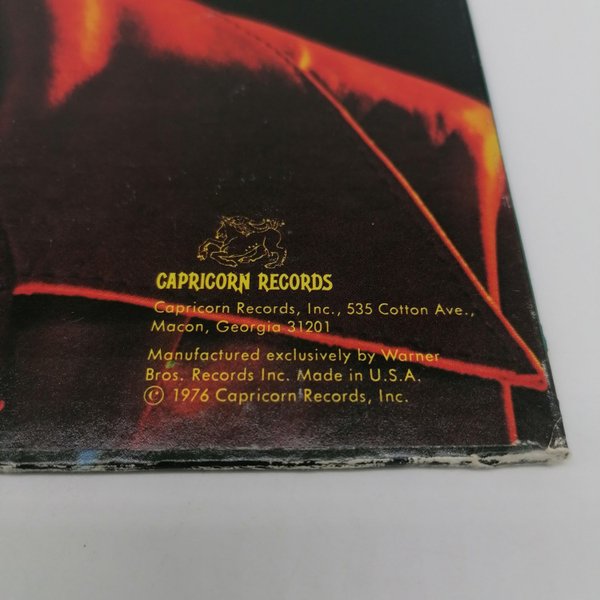 CAPRICORN RECORDS
Capricorn Records, Inc., 535 Cotton Ave.,
Macon, Georgia 31201
Manufactured exclusively by Warner
Bros. Records Inc. Made in U.S.A.
℗ 1976 Capricorn Records, Inc.